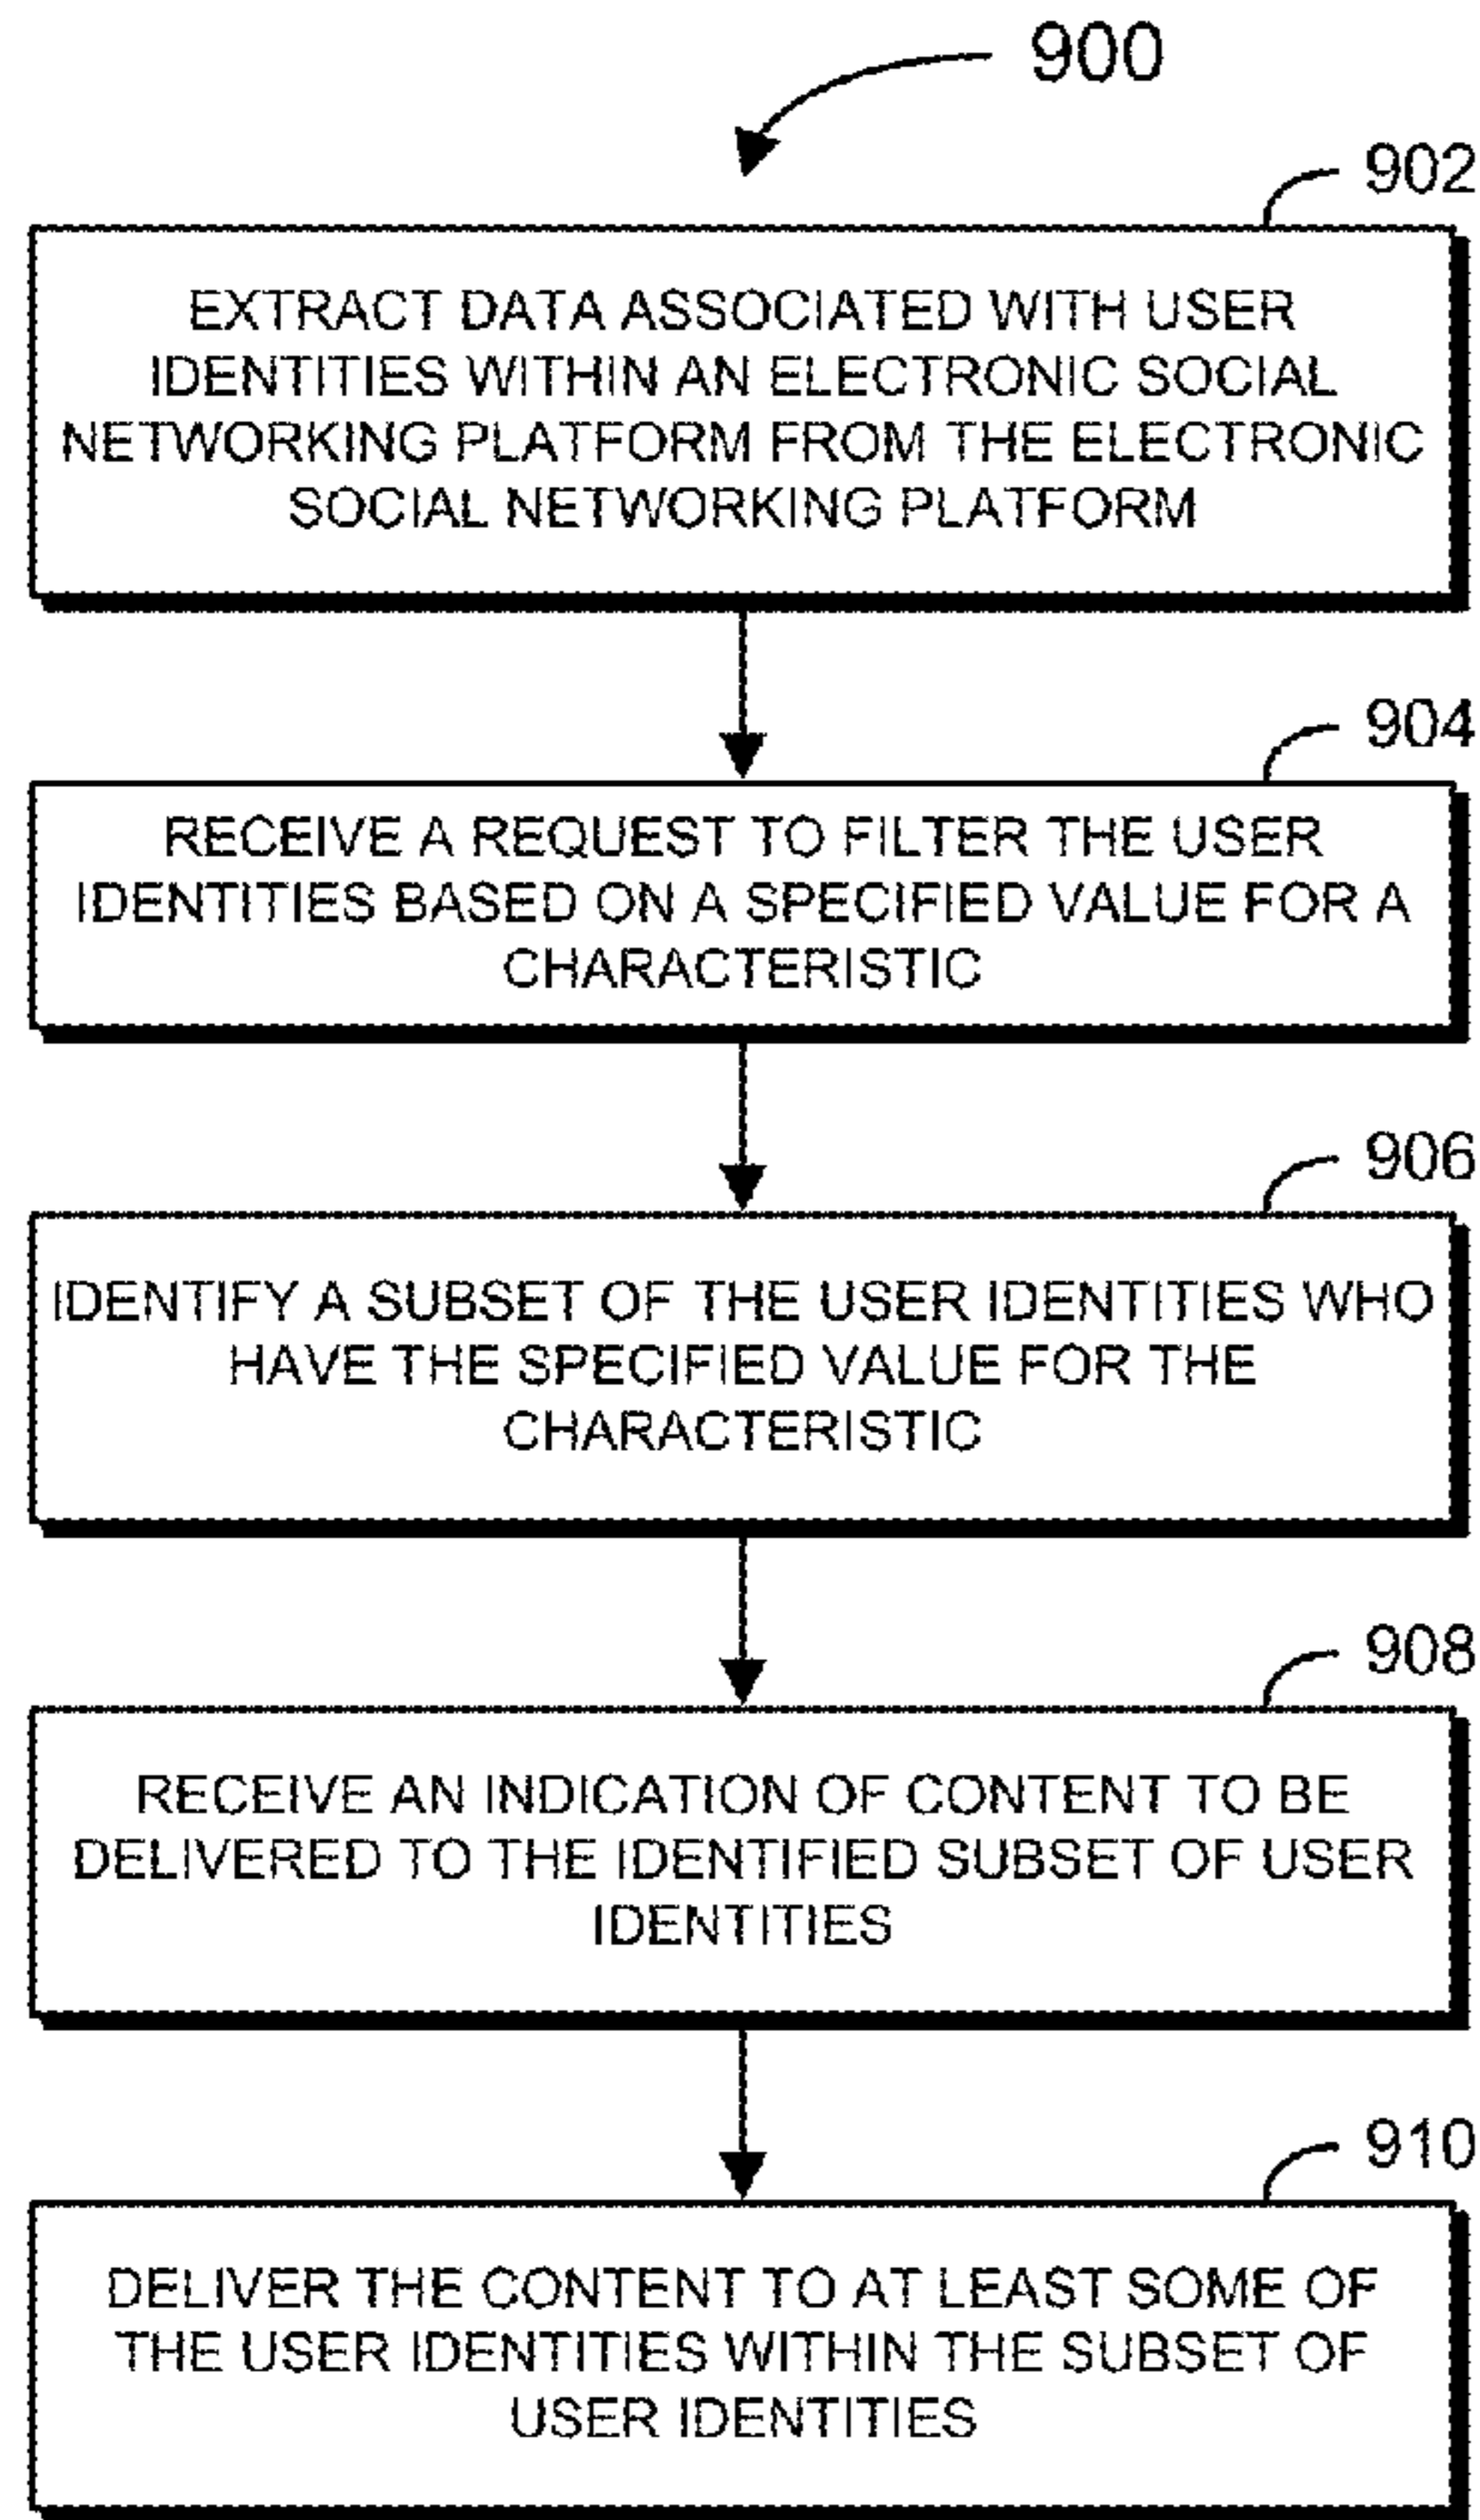 900
902
EXTRACT DATA ASSOCIATED WITH USER
IDENTITIES WITHIN AN ELECTRONIC SOCIAL
NETWORKING PLATFORM FROM THE ELECTRONIC
SOCIAL NETWORKING PLATFORM
904
RECEIVE A REQUEST TO FILTER THE USER
IDENTITIES BASED ON A SPECIFIED VALUE FOR A
CHARACTERISTIC
906
IDENTIFY A SUBSET OF THE USER IDENTITIES WHO
HAVE THE SPECIFIED VALUE FOR THE
CHARACTERISTIC
908
RECEIVE AN INDICATION OF CONTENT TO BE
DELIVERED TO THE IDENTIFIED SUBSET OF USER
IDENTITIES
910
DELIVER THE CONTENT TO AT LEAST SOME OF
THE USER IDENTITIES WITHIN THE SUBSET OF
USER IDENTITIES